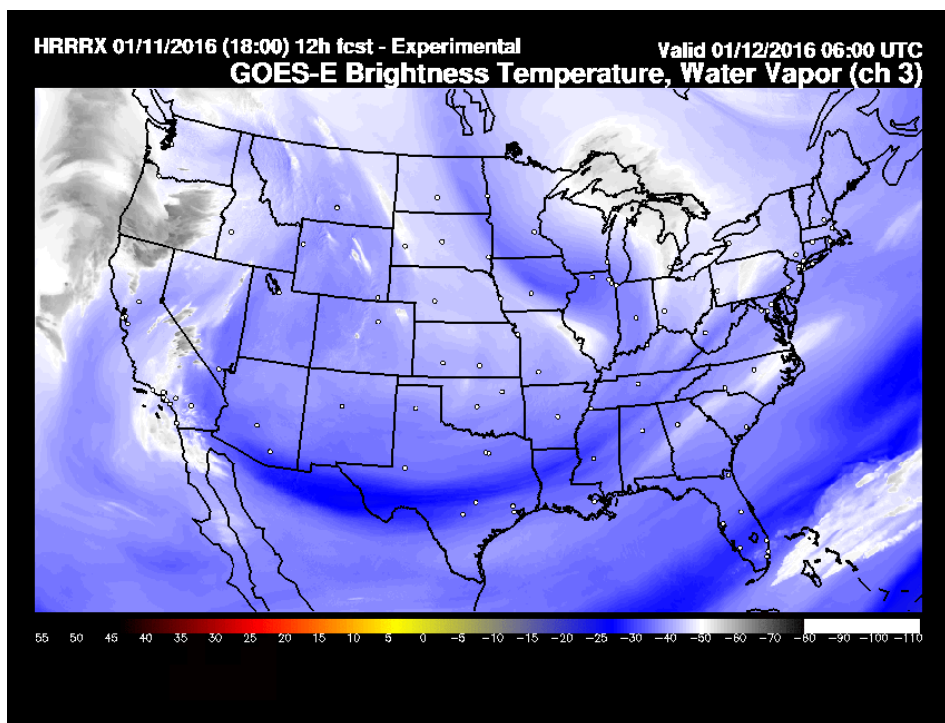 HRRRX 01/11/2016 (18:00) 12h fcst - Experimental
Valid 01/12/2016 06:00 UTC
GOES-E Brightness Temperature, Water Vapor (ch 3)
55 50 45 40 35 30 25 20 15 10 5 0 -5 -10 -15 -20 -25 -30 -40 -50 -60 -70 -80 -90 -100 -110